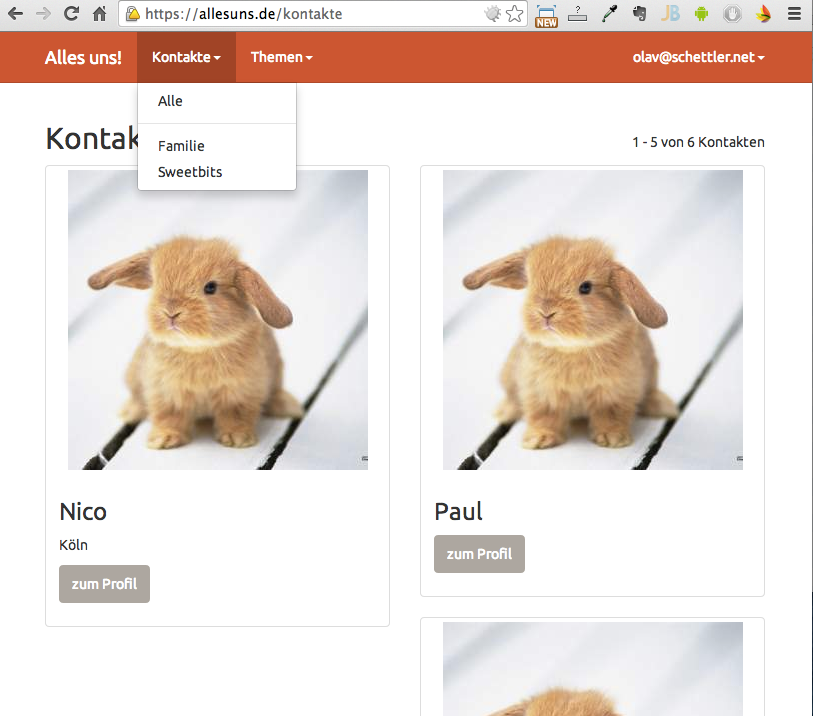 https://allesuns.de/kontakte
NEW
?
JB
Alles uns! Kontakte Themen olav@schettler.net
Alle
Familie
Sweetbits
Kontak
1 - 5 von 6 Kontakten
Nico
Köln
zum Profil
Paul
zum Profil